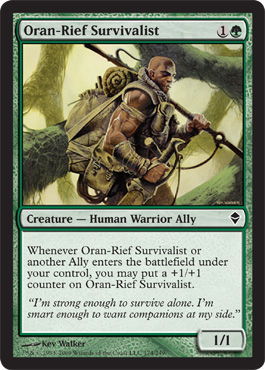 Oran-Rief Survivalist 1
Creature — Human Warrior Ally
Whenever Oran-Rief Survivalist or
another Ally enters the battlefield under
your control, you may put a +1/+1
counter on Oran-Rief Survivalist.
“I’m strong enough to survive alone. I’m
smart enough to want companions at my side.”
Kev Walker
1/1